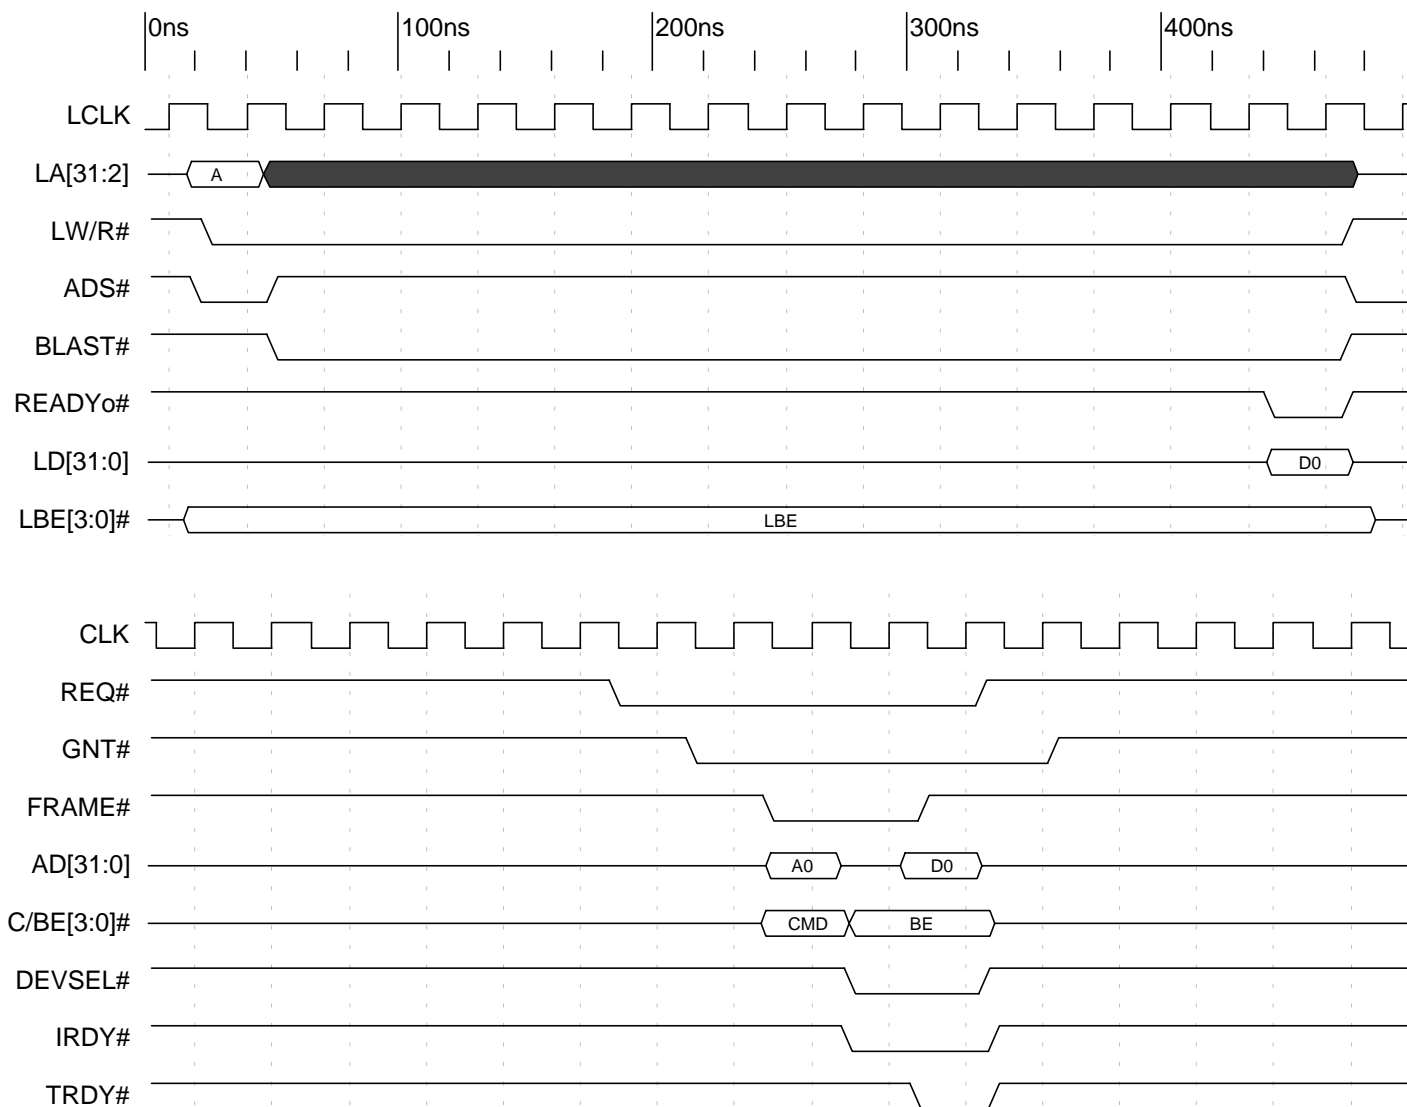 0ns 100ns 200ns 300ns 400ns
LCLK
LA[31:2] A
LW/R#
ADS#
BLAST#
READYo#
LD[31:0] D0
LBE[3:0]# LBE
CLK
REQ#
GNT#
FRAME#
AD[31:0] A0 D0
C/BE[3:0]# CMD BE
DEVSEL#
IRDY#
TRDY#